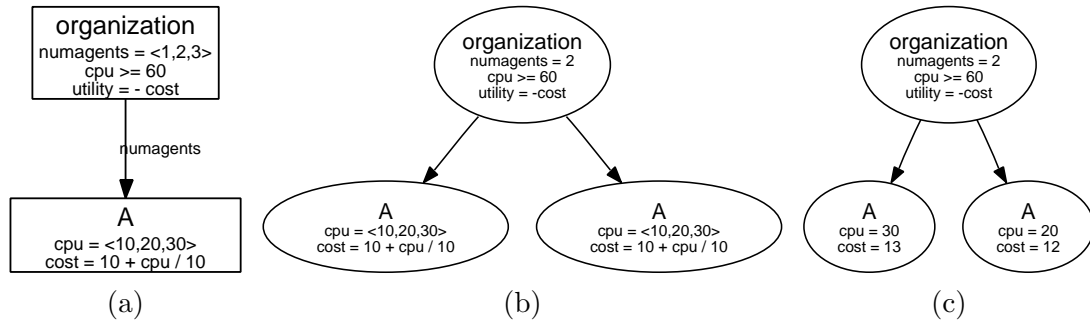 organization
numagents = <1,2,3>
cpu >= 60
utility = - cost
numagents
A
cpu = <10,20,30>
cost = 10 + cpu / 10
(a)
organization
numagents = 2
cpu >= 60
utility = -cost
A
cpu = <10,20,30>
cost = 10 + cpu / 10
A
cpu = <10,20,30>
cost = 10 + cpu / 10
(b)
organization
numagents = 2
cpu >= 60
utility = -cost
A
cpu = 30
cost = 13
A
cpu = 20
cost = 12
(c)